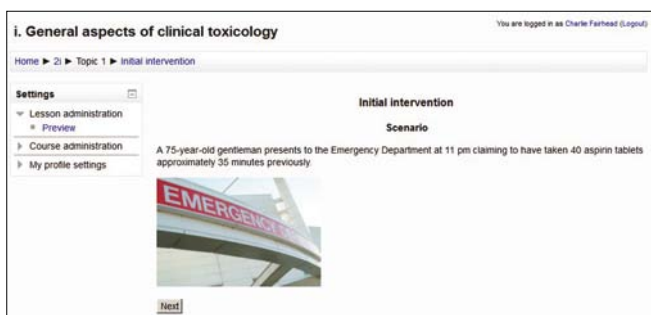 i. General aspects of clinical toxicology
You are logged in as Charlie Fairhead (Logout)
Home ► 2i ► Topic 1 ► Initial intervention
Settings
Lesson administration
Preview
Course administration
My profile settings
Initial intervention
Scenario
A 75-year-old gentleman presents to the Emergency Department at 11 pm claiming to have taken 40 aspirin tablets
approximately 35 minutes previously.
EMERGENCY
Next